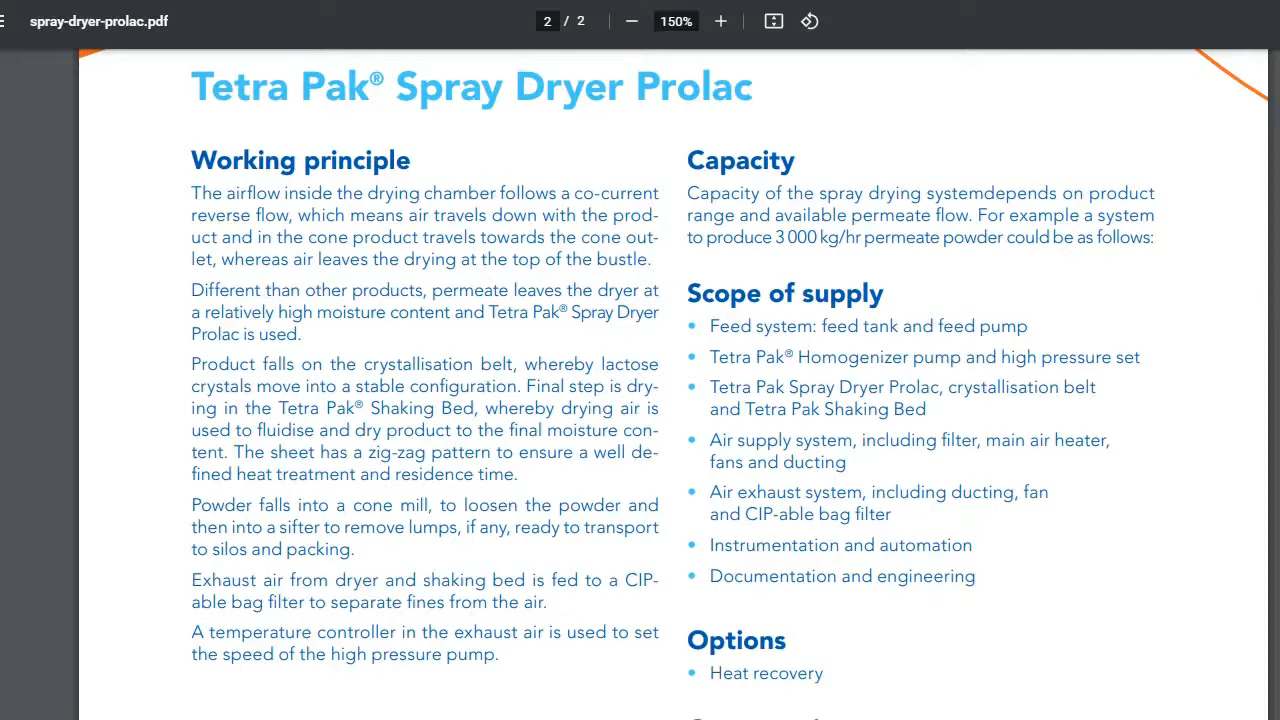 spray-dryer-prolac.pdf
2 / 2
150%
Tetra Pak® Spray Dryer Prolac
Working principle
The airflow inside the drying chamber follows a co-current
reverse flow, which means air travels down with the prod-
uct and in the cone product travels towards the cone out-
let, whereas air leaves the drying at the top of the bustle.
Different than other products, permeate leaves the dryer at
a relatively high moisture content and Tetra Pak® Spray Dryer
Prolac is used.
Product falls on the crystallisation belt, whereby lactose
crystals move into a stable configuration. Final step is dry-
ing in the Tetra Pak® Shaking Bed, whereby drying air is
used to fluidise and dry product to the final moisture con-
tent. The sheet has a zig-zag pattern to ensure a well de-
fined heat treatment and residence time.
Powder falls into a cone mill, to loosen the powder and
then into a sifter to remove lumps, if any, ready to transport
to silos and packing.
Exhaust air from dryer and shaking bed is fed to a CIP-
able bag filter to separate fines from the air.
A temperature controller in the exhaust air is used to set
the speed of the high pressure pump.
Capacity
Capacity of the spray drying systemdepends on product
range and available permeate flow. For example a system
to produce 3 000 kg/hr permeate powder could be as follows:
Scope of supply
• Feed system: feed tank and feed pump
• Tetra Pak® Homogenizer pump and high pressure set
• Tetra Pak Spray Dryer Prolac, crystallisation belt
and Tetra Pak Shaking Bed
• Air supply system, including filter, main air heater,
fans and ducting
• Air exhaust system, including ducting, fan
and CIP-able bag filter
• Instrumentation and automation
• Documentation and engineering
Options
• Heat recovery